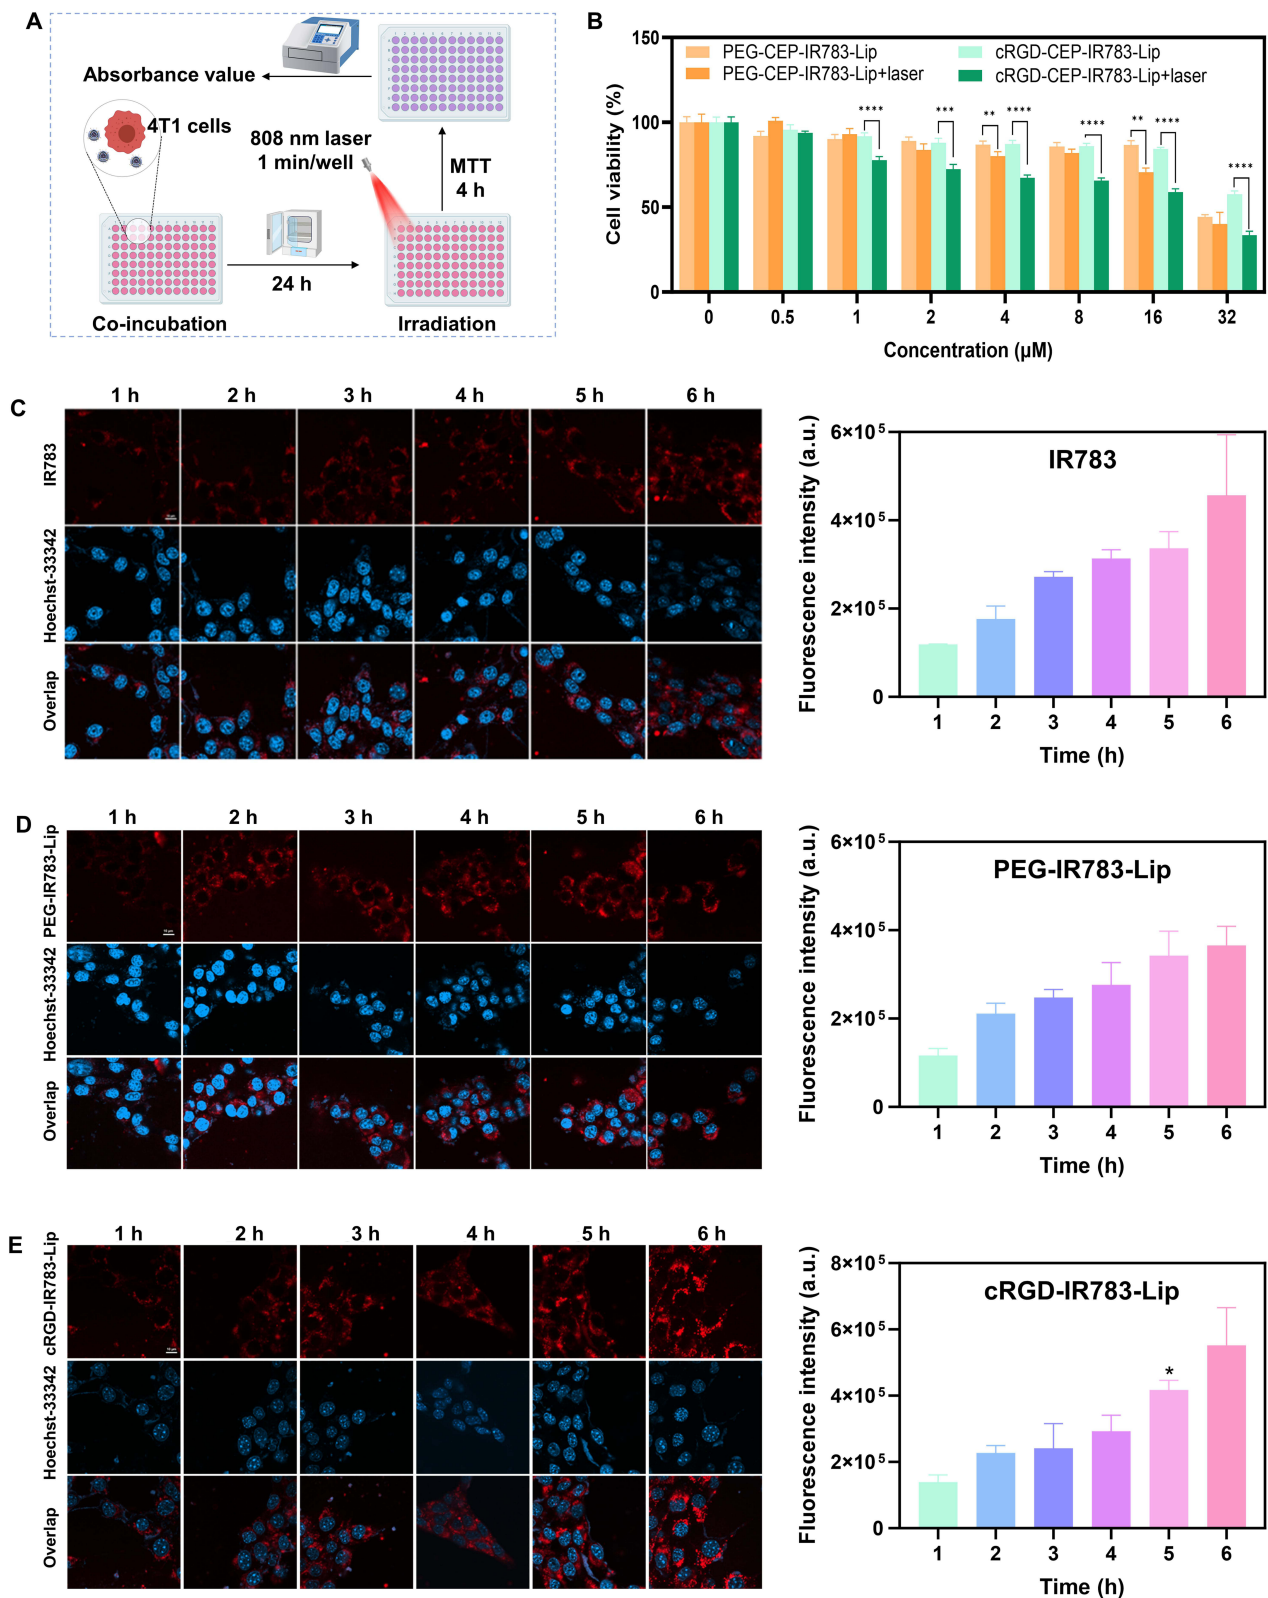 A
Absorbance value
4T1 cells
808 nm laser
1 min/well
MTT
4 h
24 h
Co-incubation
Irradiation
B
PEG-CEP-IR783-Lip
PEG-CEP-IR783-Lip+laser
cRGD-CEP-IR783-Lip
cRGD-CEP-IR783-Lip+laser
Cell viability (%)
150
100
50
0
**** *** ** **** **** ** **** ****
0 0.5 1 2 4 8 16 32
Concentration (µM)
C
1 h 2 h 3 h 4 h 5 h 6 h
IR783
Hoechst-33342
Overlap
IR783
Fluorescence intensity (a.u.)
6×10⁵
4×10⁵
2×10⁵
0
1 2 3 4 5 6
Time (h)
D
1 h 2 h 3 h 4 h 5 h 6 h
PEG-IR783-Lip
Hoechst-33342
Overlap
PEG-IR783-Lip
Fluorescence intensity (a.u.)
6×10⁵
4×10⁵
2×10⁵
0
1 2 3 4 5 6
Time (h)
E
1 h 2 h 3 h 4 h 5 h 6 h
cRGD-IR783-Lip
Hoechst-33342
Overlap
cRGD-IR783-Lip
Fluorescence intensity (a.u.)
8×10⁵
6×10⁵
4×10⁵
2×10⁵
0
*
1 2 3 4 5 6
Time (h)